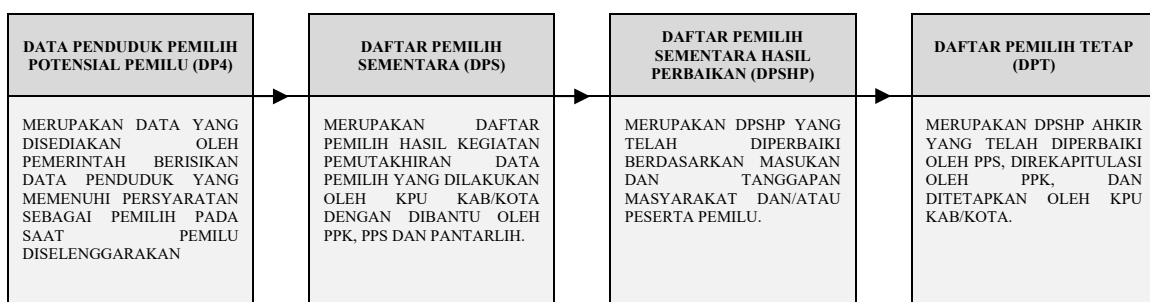 DATA PENDUDUK PEMILIH
POTENSIAL PEMILU (DP4)
MERUPAKAN DATA YANG
DISEDIAKAN OLEH
PEMERINTAH BERISIKAN
DATA PENDUDUK YANG
MEMENUHI PERSYARATAN
SEBAGAI PEMILIH PADA
SAAT PEMILU
DISELENGGARAKAN
DAFTAR PEMILIH
SEMENTARA (DPS)
MERUPAKAN DAFTAR
PEMILIH HASIL KEGIATAN
PEMUTAKHIRAN DATA
PEMILIH YANG DILAKUKAN
OLEH KPU KAB/KOTA
DENGAN DIBANTU OLEH
PPK, PPS DAN PANTARLIH.
DAFTAR PEMILIH
SEMENTARA HASIL
PERBAIKAN (DPSHP)
MERUPAKAN DPSHP YANG
TELAH DIPERBAIKI
BERDASARKAN MASUKAN
DAN TANGGAPAN
MASYARAKAT DAN/ATAU
PESERTA PEMILU.
DAFTAR PEMILIH TETAP
(DPT)
MERUPAKAN DPSHP AHKIR
YANG TELAH DIPERBAIKI
OLEH PPS, DIREKAPITULASI
OLEH PPK, DAN
DITETAPKAN OLEH KPU
KAB/KOTA.